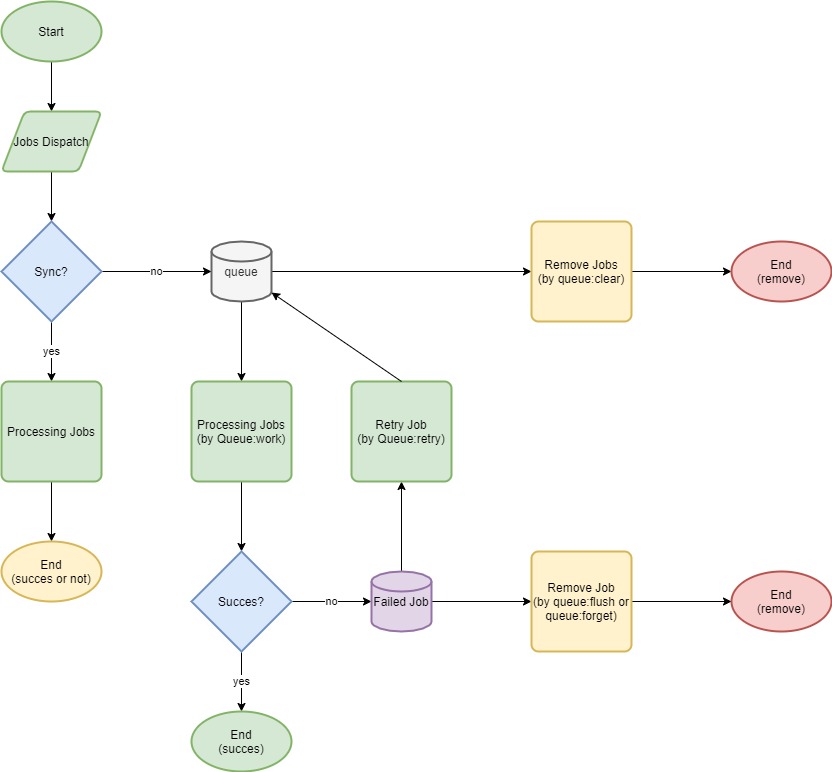 Start
Jobs Dispatch
Sync?
no
queue
Remove Jobs
(by queue:clear)
End
(remove)
yes
Processing Jobs
Processing Jobs
(by Queue:work)
Retry Job
(by Queue:retry)
End
(succes or not)
Succes?
no
Failed Job
Remove Job
(by queue:flush or
queue:forget)
End
(remove)
yes
End
(succes)